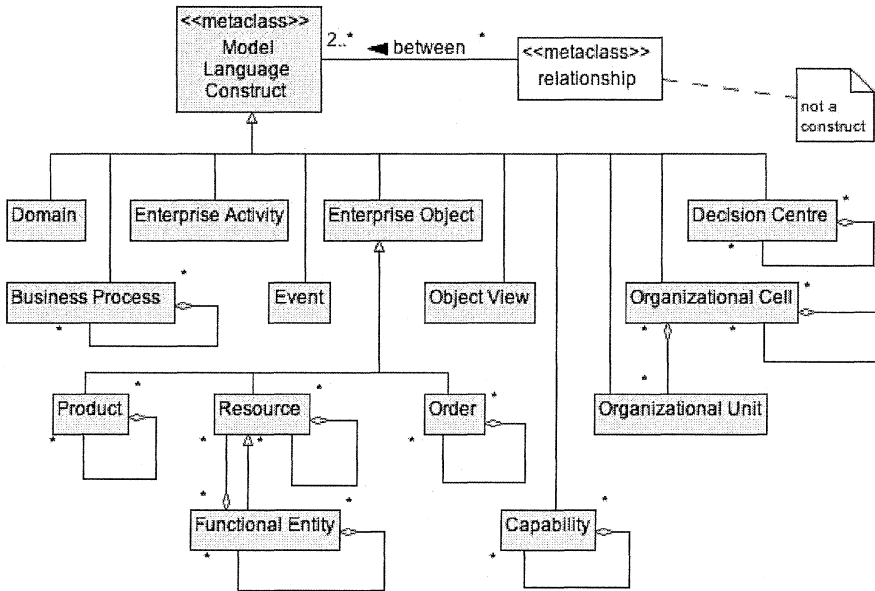 <<metaclass>>
Model
Language
Construct
2..*
between
*
<<metaclass>>
relationship
not a
construct
Domain
Enterprise Activity
Enterprise Object
Decision Centre
*
*
Business Process
*
*
Event
Object View
Organizational Cell
*
*
*
Product
*
*
Resource
*
*
*
Order
*
*
*
Organizational Unit
*
Functional Entity
*
*
Capability
*
*